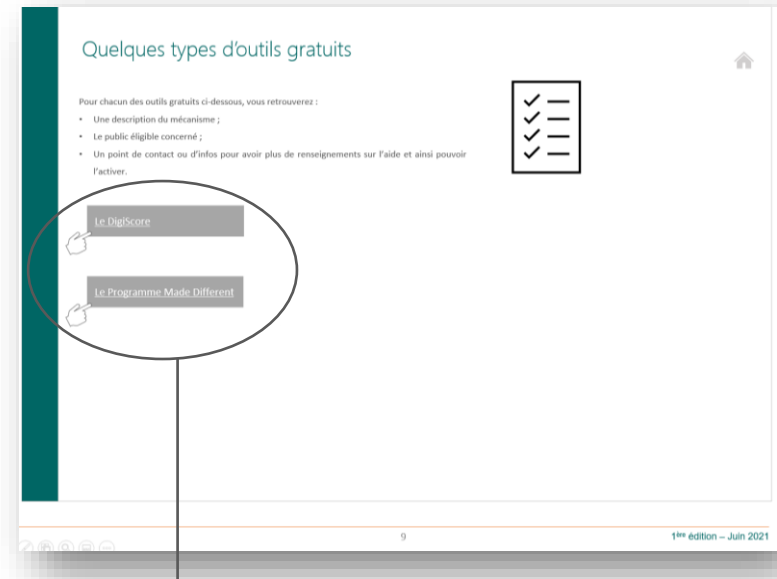 Quelques types d'outils gratuits
Pour chacun des outils gratuits ci-dessous, vous retrouverez :
• Une description du mécanisme ;
• Le public éligible concerné ;
• Un point de contact ou d'infos pour avoir plus de renseignements sur l'aide et ainsi pouvoir
l'activer.
Le DigiScore
Le Programme Made Different
9
1ère édition – Juin 2021